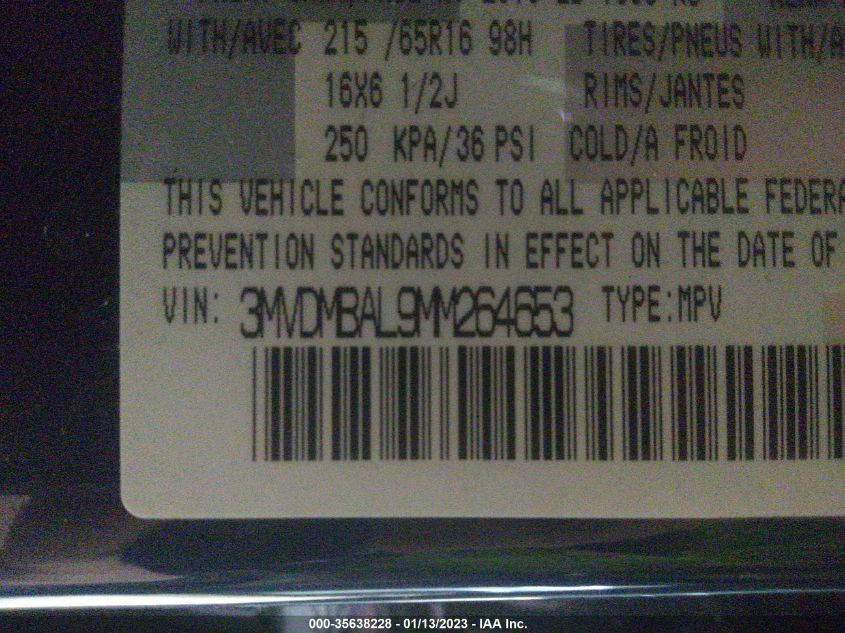 WITH/AVEC 215 /65R16 98H TIRES/PNEUS WITH/A
16X6 1/2J RIMS/JANTES
250 KPA/36 PSI COLD/A FROID
THIS VEHICLE CONFORMS TO ALL APPLICABLE FEDERA
PREVENTION STANDARDS IN EFFECT ON THE DATE OF
VIN: 3MVDMBAL9MM264653 TYPE:MPV
000-35638228 - 01/13/2023 - IAA Inc.